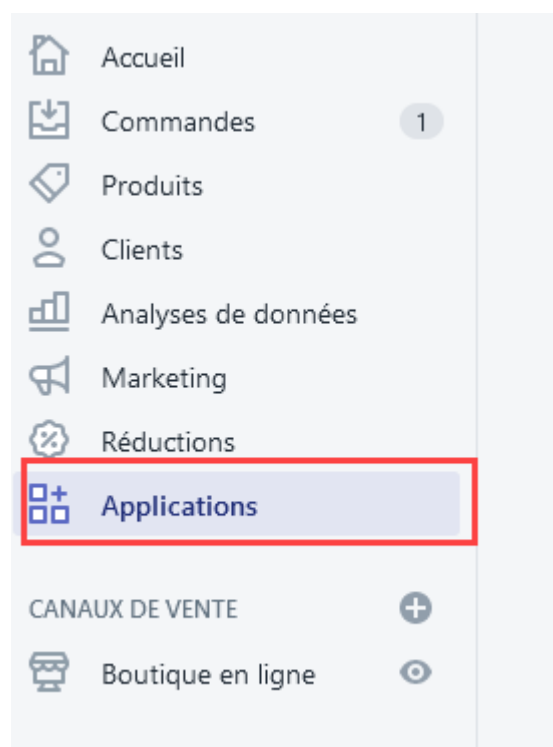 Accueil
Commandes 1
Produits
Clients
Analyses de données
Marketing
Réductions
Applications
CANAUX DE VENTE
Boutique en ligne